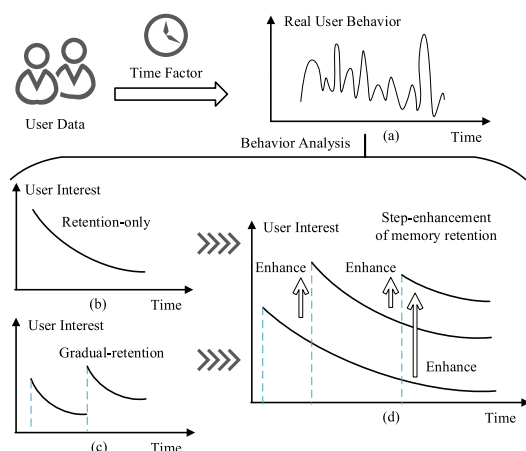 Real User Behavior
Time Factor
User Data
(a)
Time
Behavior Analysis
User Interest
Retention-only
(b)
Time
User Interest
Gradual-retention
(c)
Time
User Interest
Step-enhancement
of memory retention
Enhance
Enhance
Enhance
(d)
Time